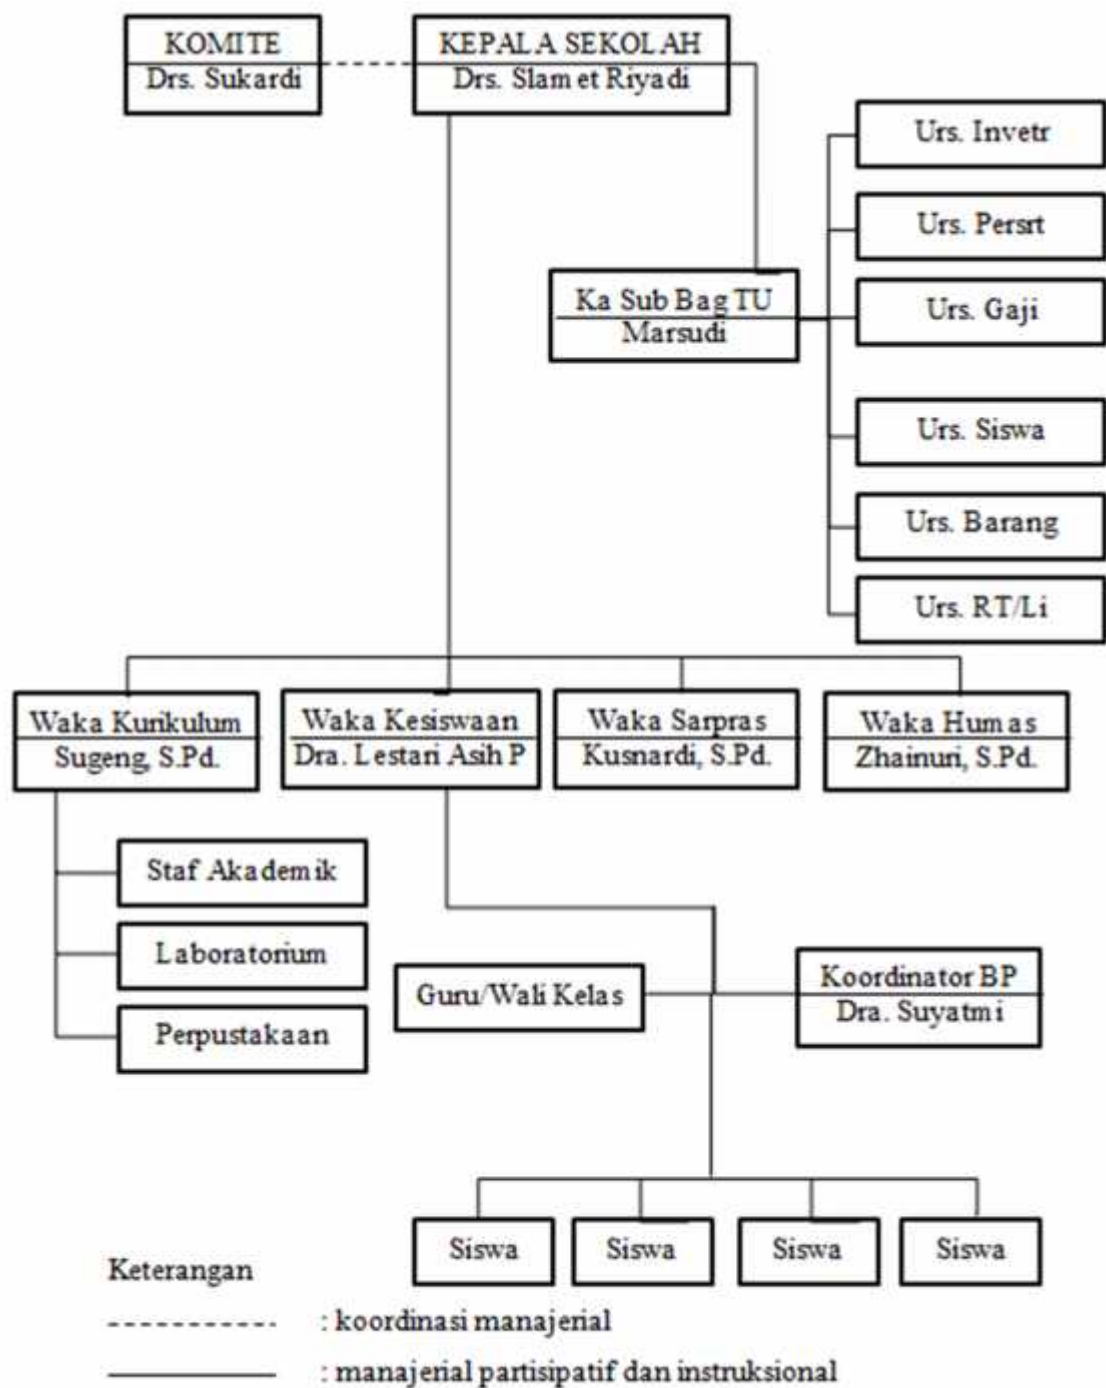 KOMITE
Drs. Sukardi
KEPALA SEKOLAH
Drs. Slamet Riyadi
Urs. Invetr
Urs. Persrt
Ka Sub Bag TU
Marsudi
Urs. Gaji
Urs. Siswa
Urs. Barang
Urs. RT/Li
Waka Kurikulum
Sugeng, S.Pd.
Waka Kesiswaan
Dra. Lestari Asih P
Waka Sarpras
Kusnardi, S.Pd.
Waka Humas
Zhainuri, S.Pd.
Staf Akademik
Laboratorium
Perpustakaan
Guru/Wali Kelas
Koordinator BP
Dra. Suyatmi
Siswa
Siswa
Siswa
Siswa
Keterangan
: koordinasi manajerial
: manajerial partisipatif dan instruksional